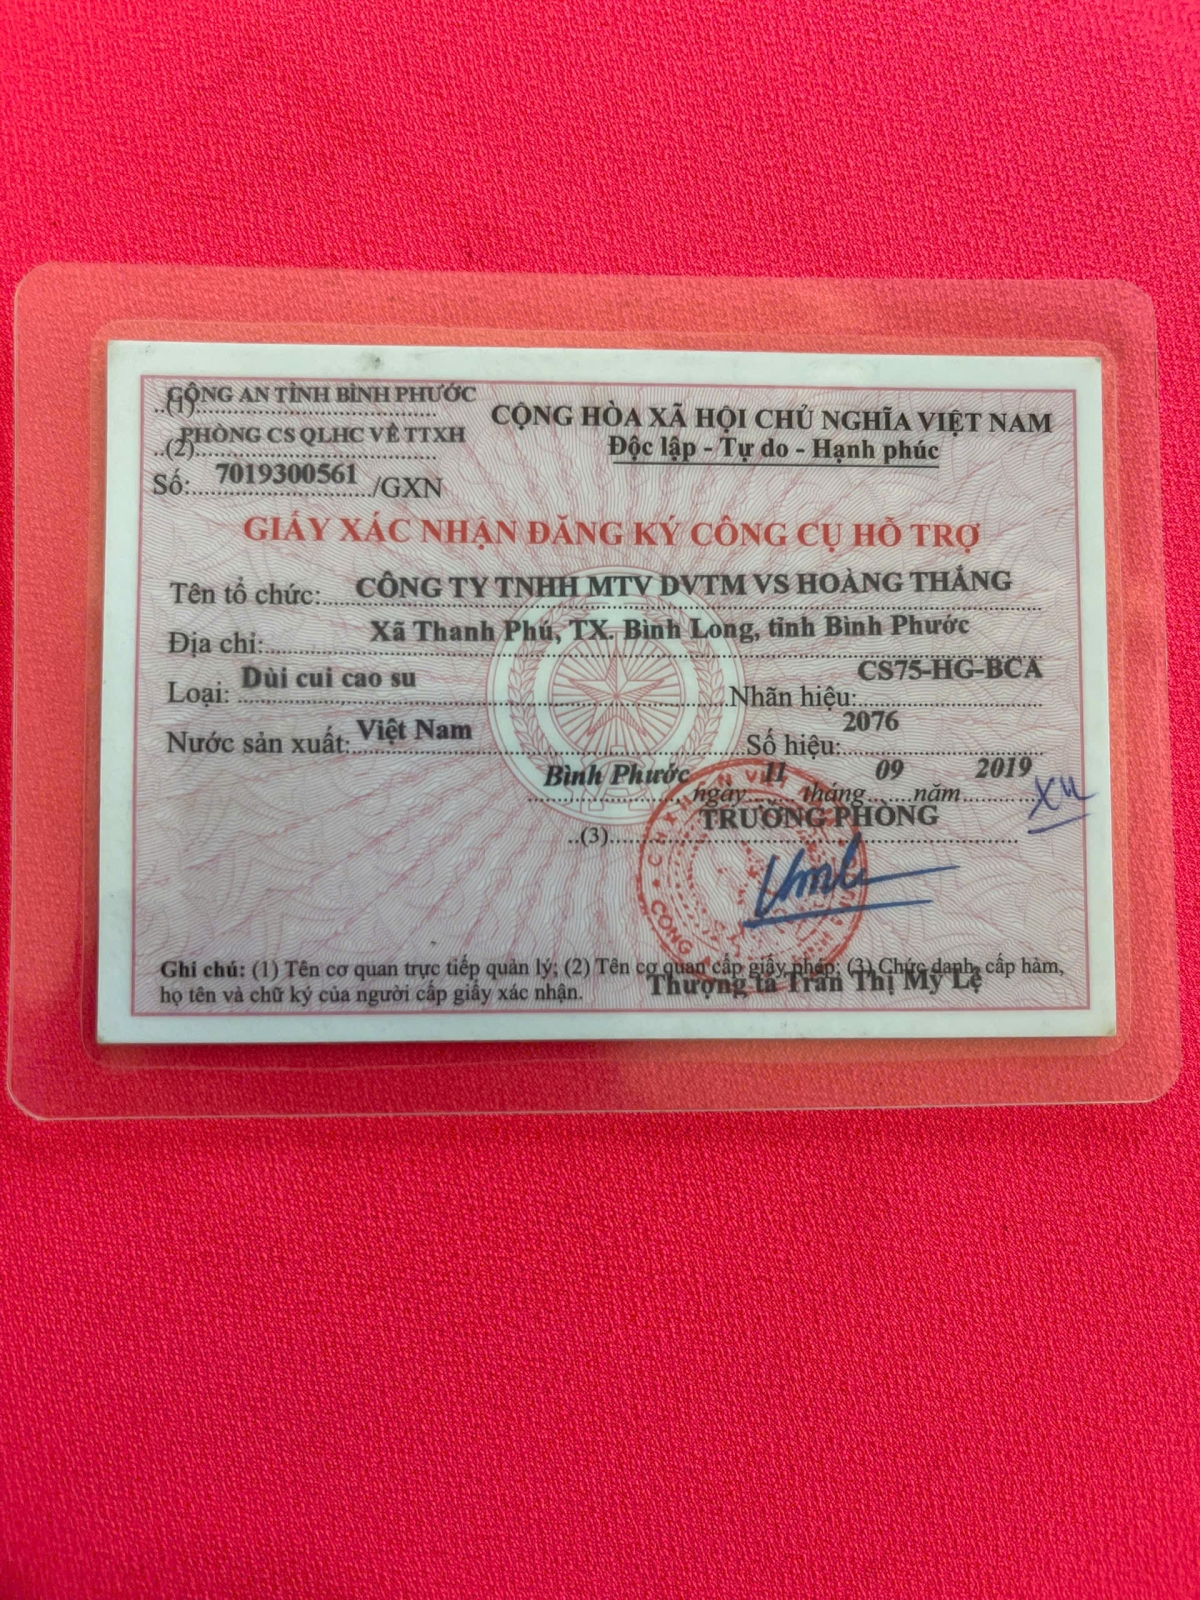 CÔNG AN TỈNH BÌNH PHƯỚC
..(1)..........
PHÒNG CS QLHC VỀ TTXH
..(2)..........
Số: 7019300561 /GXN
CỘNG HÒA XÃ HỘI CHỦ NGHĨA VIỆT NAM
Độc lập - Tự do - Hạnh phúc
GIẤY XÁC NHẬN ĐĂNG KÝ CÔNG CỤ HỖ TRỢ
Tên tổ chức: CÔNG TY TNHH MTV DVTM VS HOÀNG THẮNG
Địa chỉ: Xã Thanh Phú, TX. Bình Long, tỉnh Bình Phước
Loại: Dùi cui cao su Nhãn hiệu: CS75-HG-BCA
Nước sản xuất: Việt Nam Số hiệu: 2076
Bình Phước ngày 11 tháng 09 năm 2019
TRƯỞNG PHÒNG
..(3)..........
Ghi chú: (1) Tên cơ quan trực tiếp quản lý; (2) Tên cơ quan cấp giấy phép; (3) Chức danh, cấp hàm,
họ tên và chữ ký của người cấp giấy xác nhận.
Thượng tá Trần Thị Mỹ Lệ